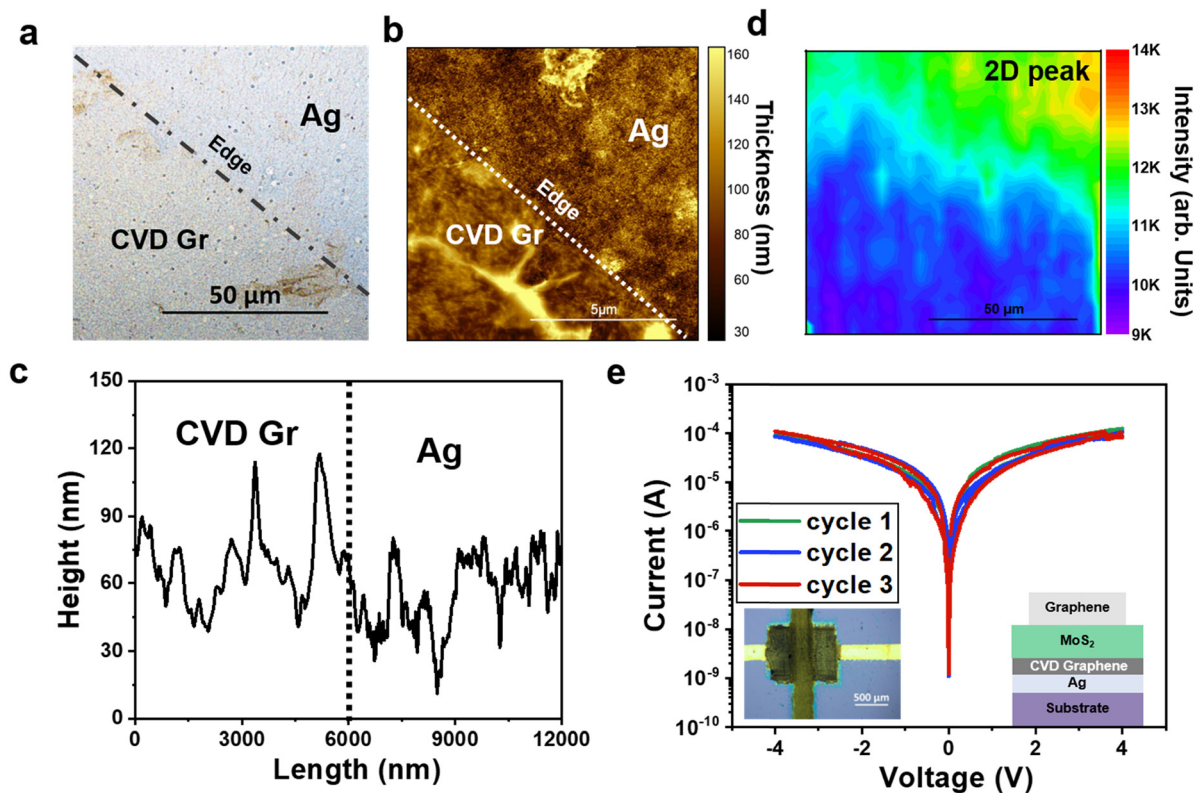 a
Ag
Edge
CVD Gr
50 µm
b
Ag
Edge
CVD Gr
5µm
160
140
120
100
80
60
30
Thickness (nm)
d
2D peak
50 µm
14K
13K
12K
11K
10K
9K
Intensity (arb. Units)
c
150
120
90
60
30
0
Height (nm)
CVD Gr
Ag
0
3000
6000
9000
12000
Length (nm)
e
10⁻³
10⁻⁴
10⁻⁵
10⁻⁶
10⁻⁷
10⁻⁸
10⁻⁹
10⁻¹⁰
Current (A)
cycle 1
cycle 2
cycle 3
500 µm
Graphene
MoS₂
CVD Graphene
Ag
Substrate
-4
-2
0
2
4
Voltage (V)